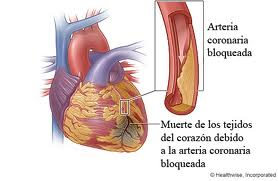 Arteria
coronaria
bloqueada
Muerte de los tejidos
del corazón debido
a la arteria coronaria
bloqueada
© Healthwise, Incorporated